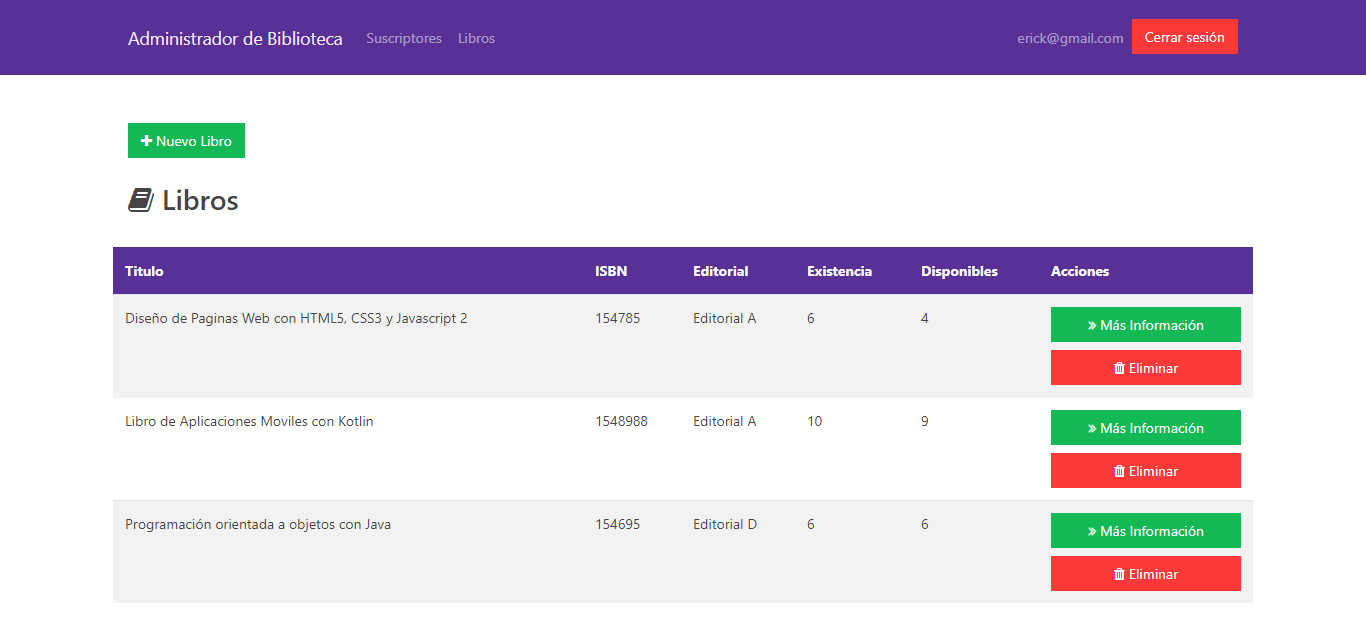 Administrador de Biblioteca Suscriptores Libros erick@gmail.com Cerrar sesión
Nuevo Libro
Libros
Titulo ISBN Editorial Existencia Disponibles Acciones
Diseño de Paginas Web con HTML5, CSS3 y Javascript 2 154785 Editorial A 6 4 » Más Información
Eliminar
Libro de Aplicaciones Moviles con Kotlin 1548988 Editorial A 10 9 » Más Información
Eliminar
Programación orientada a objetos con Java 154695 Editorial D 6 6 » Más Información
Eliminar